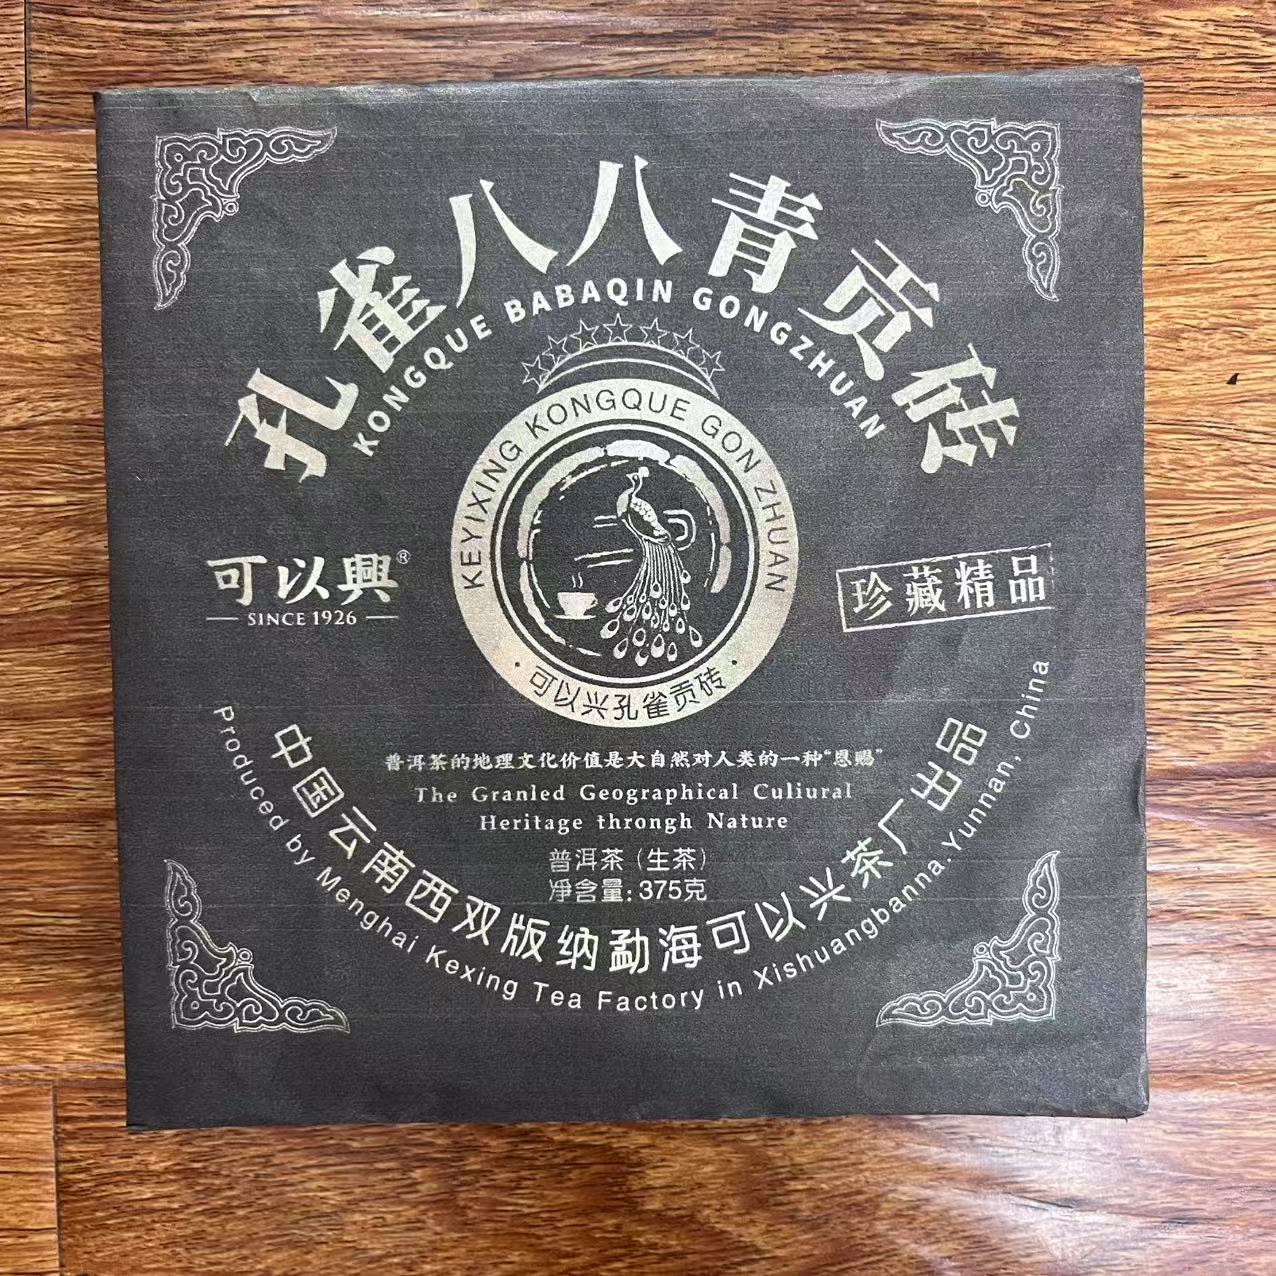 孔雀八八青贡砖
KONGQUE BABAQIN GONGZHUAN
KEYIXING KONGQUE GON ZHUAN
·可以兴孔雀贡砖·
可以興®
SINCE 1926
珍藏精品
普洱茶的地理文化价值是大自然对人类的一种“恩赐”
The Granled Geographical Culiural
Heritage throngh Nature
普洱茶（生茶）
净含量：375克
中国云南西双版纳勐海可以兴茶厂出品
Produced by Menghai Kexing Tea Factory in Xishuangbanna.Yunnan, China